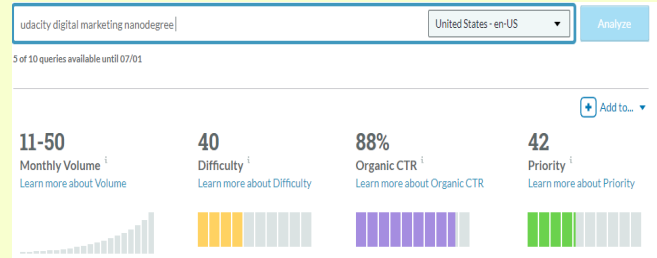 udacity digital marketing nanodegree
United States - en-US
Analyze
5 of 10 queries available until 07/01
Add to...
11-50
Monthly Volume i
Learn more about Volume
40
Difficulty i
Learn more about Difficulty
88%
Organic CTR i
Learn more about Organic CTR
42
Priority i
Learn more about Priority